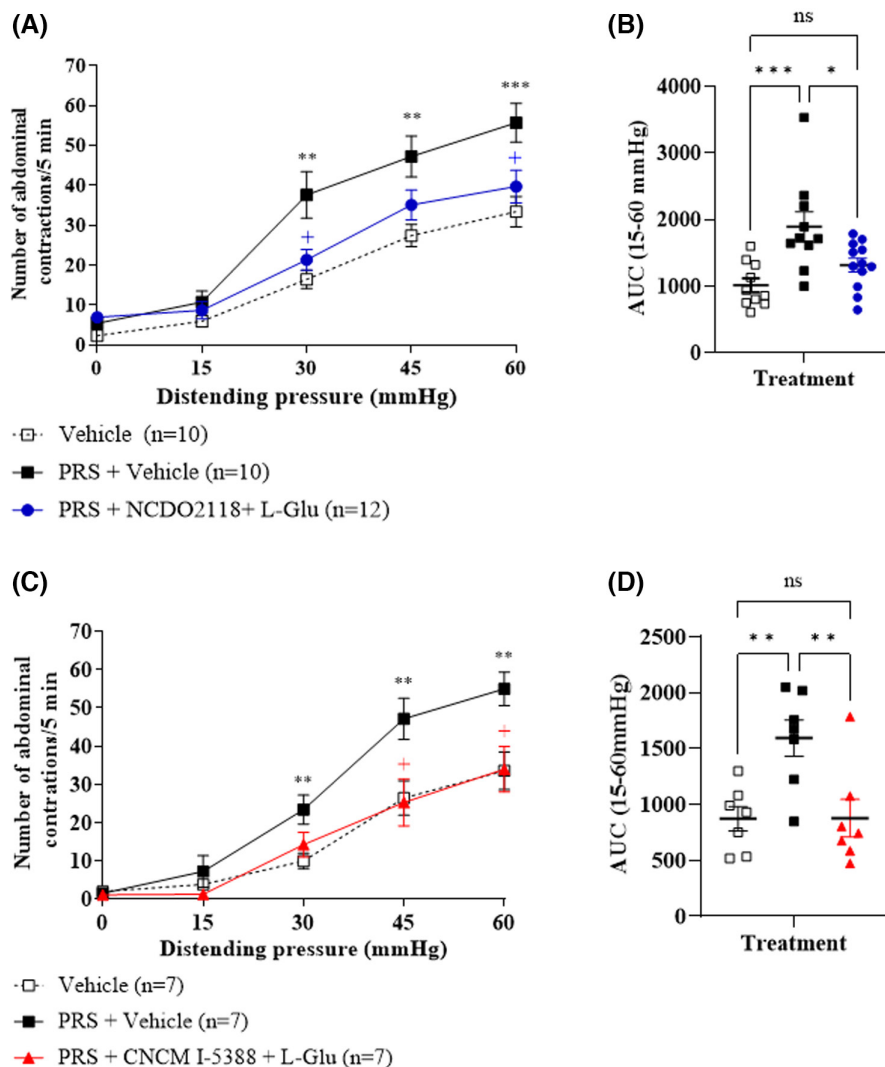 (A)
Number of abdominal
contractions/5 min
70
60
50
40
30
20
10
0
** ** ***
+ +
0 15 30 45 60
Distending pressure (mmHg)
Vehicle (n=10)
PRS + Vehicle (n=10)
PRS + NCDO2118+ L-Glu (n=12)
(B)
ns
*** *
AUC (15-60 mmHg)
4000
3000
2000
1000
0
Treatment
(C)
Number of abdominal
contrations/5 min
70
60
50
40
30
20
10
0
** ** **
+ +
0 15 30 45 60
Distending pressure (mmHg)
Vehicle (n=7)
PRS + Vehicle (n=7)
PRS + CNCM I-5388 + L-Glu (n=7)
(D)
ns
** **
AUC (15-60mmHg)
2500
2000
1500
1000
500
0
Treatment